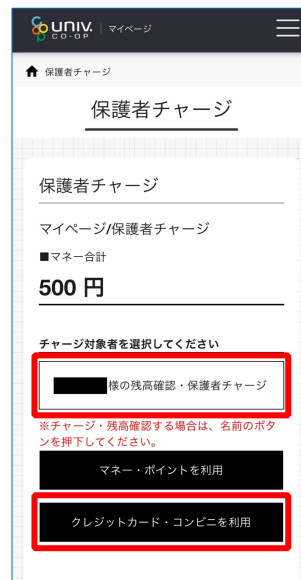 UNIV. マイページ
CO-OP
保護者チャージ
保護者チャージ
保護者チャージ
マイページ/保護者チャージ
■マネー合計
500 円
チャージ対象者を選択してください
様の残高確認・保護者チャージ
※チャージ・残高確認する場合は、名前のボタ
ンを押下してください。
マネー・ポイントを利用
クレジットカード・コンビニを利用